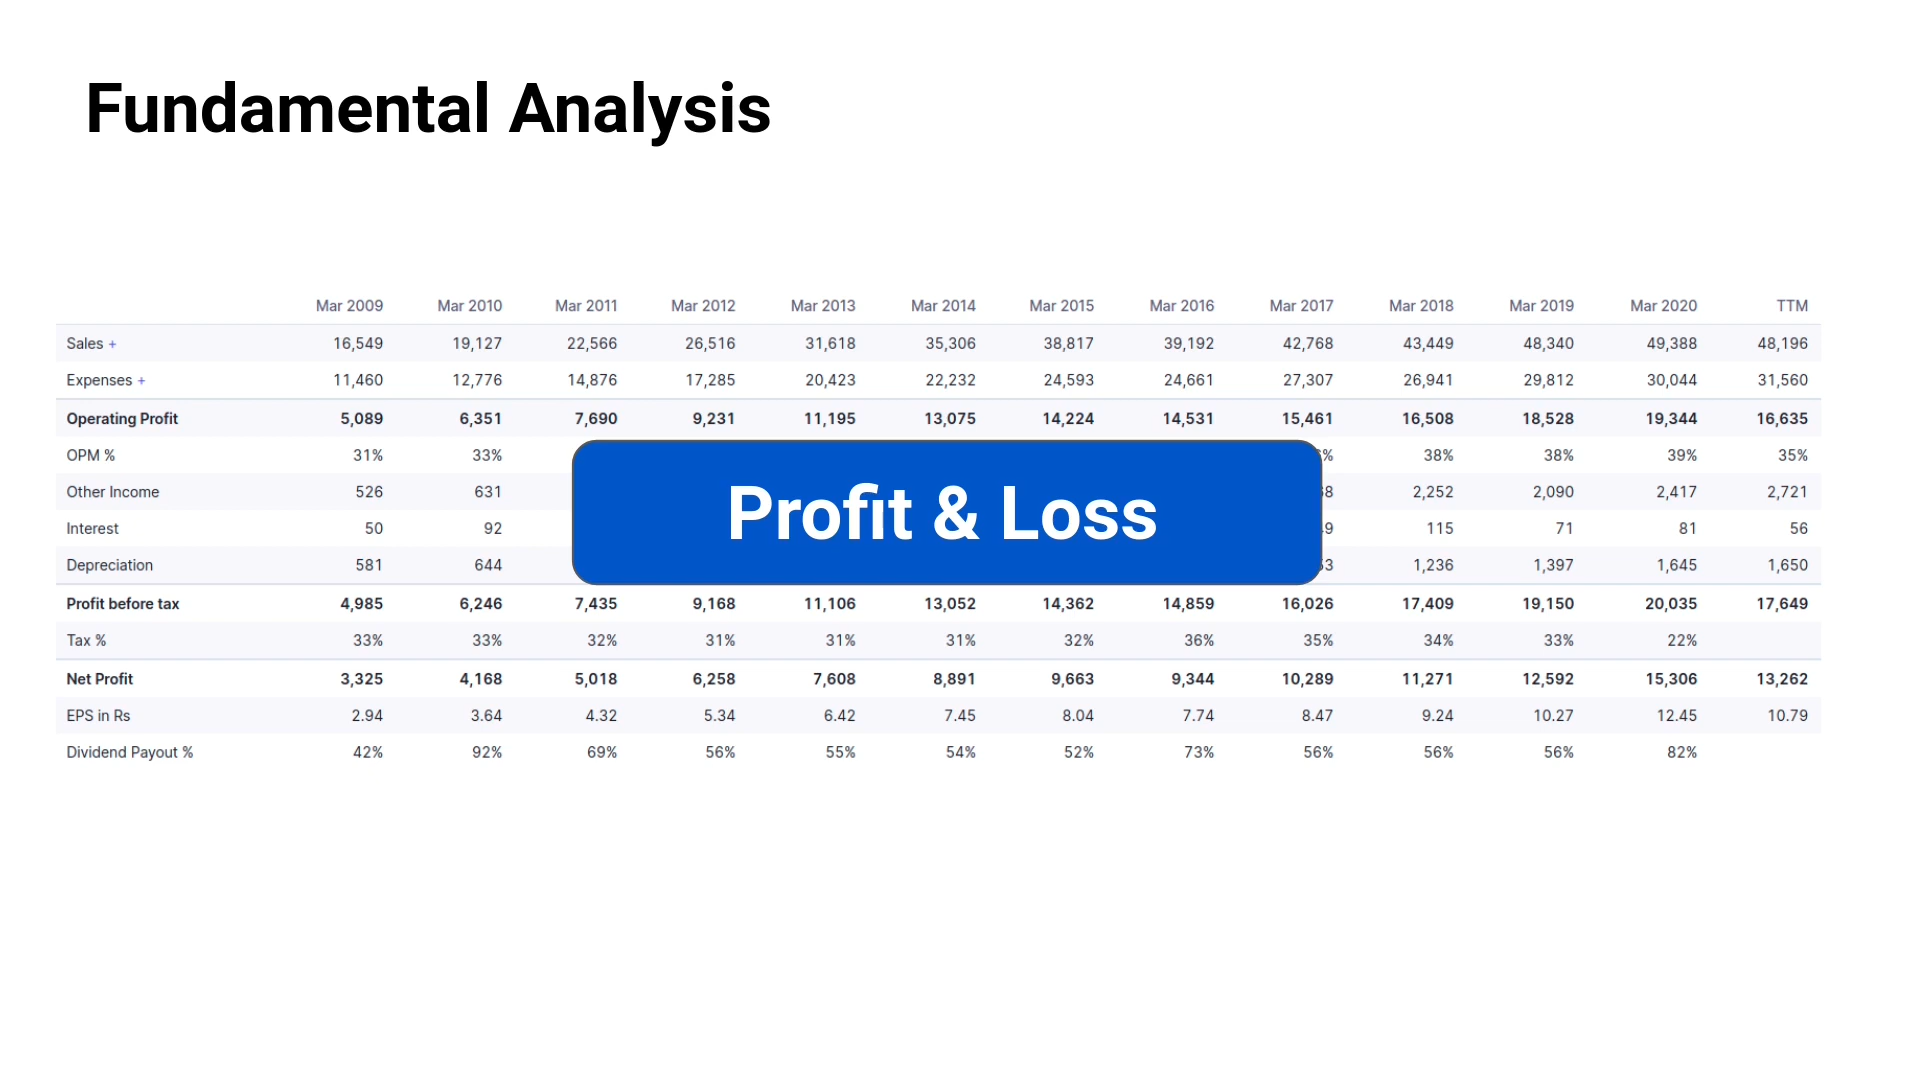 Fundamental Analysis
Mar 2009 Mar 2010 Mar 2011 Mar 2012 Mar 2013 Mar 2014 Mar 2015 Mar 2016 Mar 2017 Mar 2018 Mar 2019 Mar 2020 TTM
Sales + 16,549 19,127 22,566 26,516 31,618 35,306 38,817 39,192 42,768 43,449 48,340 49,388 48,196
Expenses + 11,460 12,776 14,876 17,285 20,423 22,232 24,593 24,661 27,307 26,941 29,812 30,044 31,560
Operating Profit 5,089 6,351 7,690 9,231 11,195 13,075 14,224 14,531 15,461 16,508 18,528 19,344 16,635
OPM % 31% 33% 38% 38% 39% 35%
Other Income 526 631 2,252 2,090 2,417 2,721
Profit & Loss
Interest 50 92 115 71 81 56
Depreciation 581 644 1,236 1,397 1,645 1,650
Profit before tax 4,985 6,246 7,435 9,168 11,106 13,052 14,362 14,859 16,026 17,409 19,150 20,035 17,649
Tax % 33% 33% 32% 31% 31% 31% 32% 36% 35% 34% 33% 22%
Net Profit 3,325 4,168 5,018 6,258 7,608 8,891 9,663 9,344 10,289 11,271 12,592 15,306 13,262
EPS in Rs 2.94 3.64 4.32 5.34 6.42 7.45 8.04 7.74 8.47 9.24 10.27 12.45 10.79
Dividend Payout % 42% 92% 69% 56% 55% 54% 52% 73% 56% 56% 56% 82%